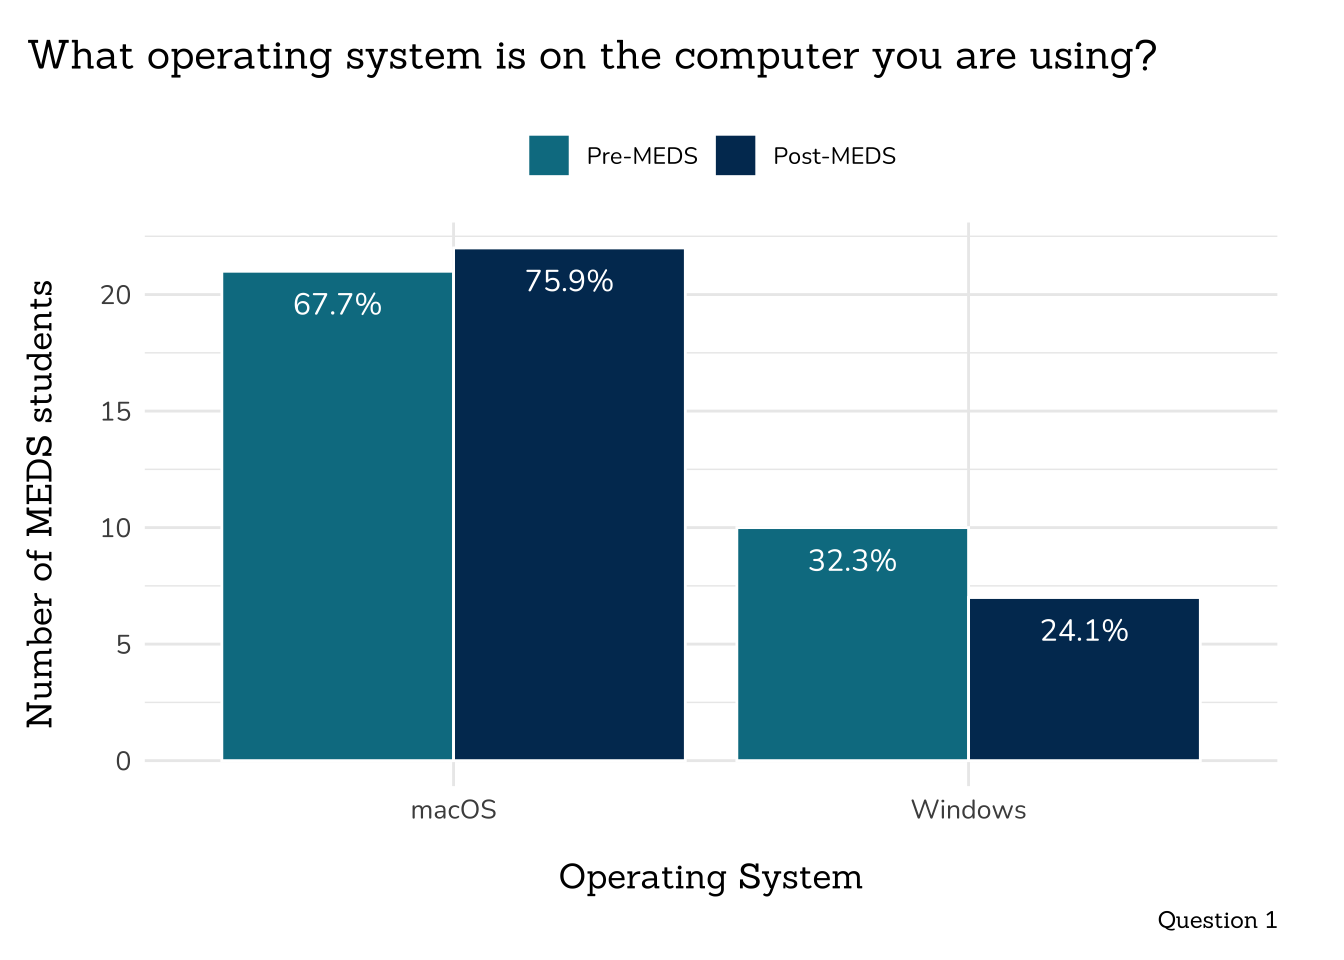 What operating system is on the computer you are using?
Pre-MEDS Post-MEDS
Number of MEDS students
20
15
10
5
0
67.7%
75.9%
32.3%
24.1%
macOS Windows
Operating System
Question 1